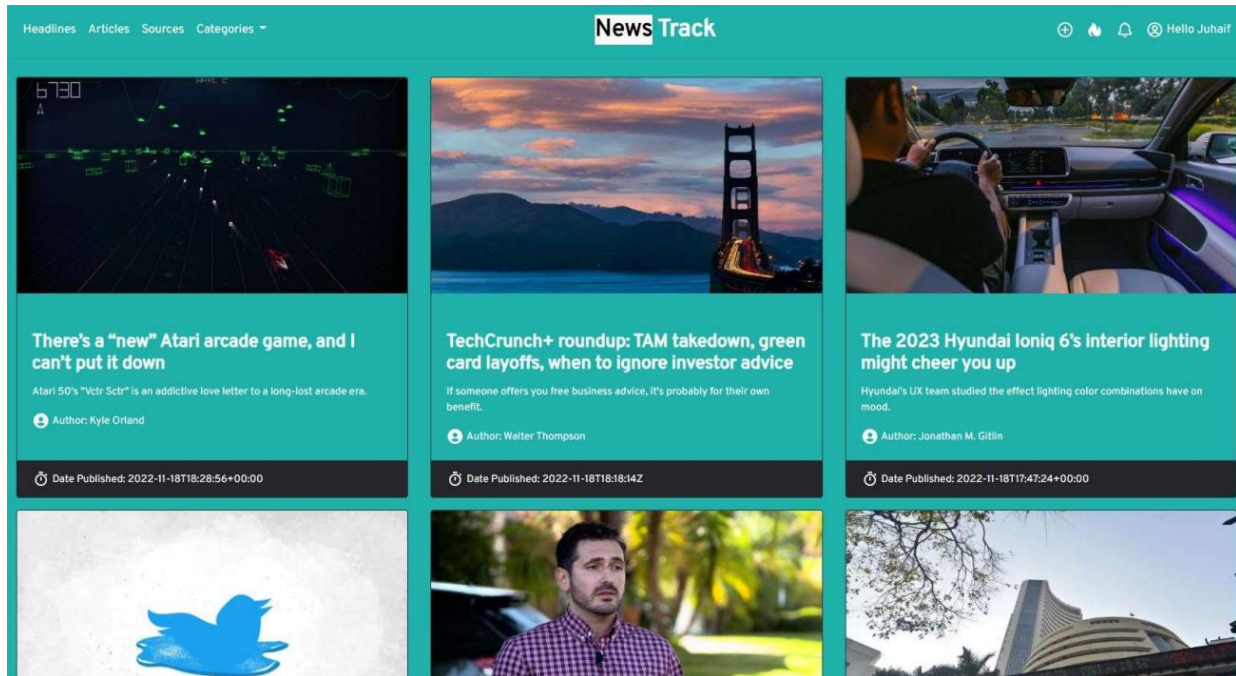 Headlines Articles Sources Categories
News Track
Hello Juhaif
6730
WAVE 2
There's a “new” Atari arcade game, and I
can't put it down
Atari 50's "Vctr Sctr" is an addictive love letter to a long-lost arcade era.
Author: Kyle Orland
Date Published: 2022-11-18T18:28:56+00:00
TechCrunch+ roundup: TAM takedown, green
card layoffs, when to ignore investor advice
If someone offers you free business advice, it's probably for their own
benefit.
Author: Walter Thompson
Date Published: 2022-11-18T18:18:14Z
The 2023 Hyundai Ioniq 6's interior lighting
might cheer you up
Hyundai's UX team studied the effect lighting color combinations have on
mood.
Author: Jonathan M. Gitlin
Date Published: 2022-11-18T17:47:24+00:00